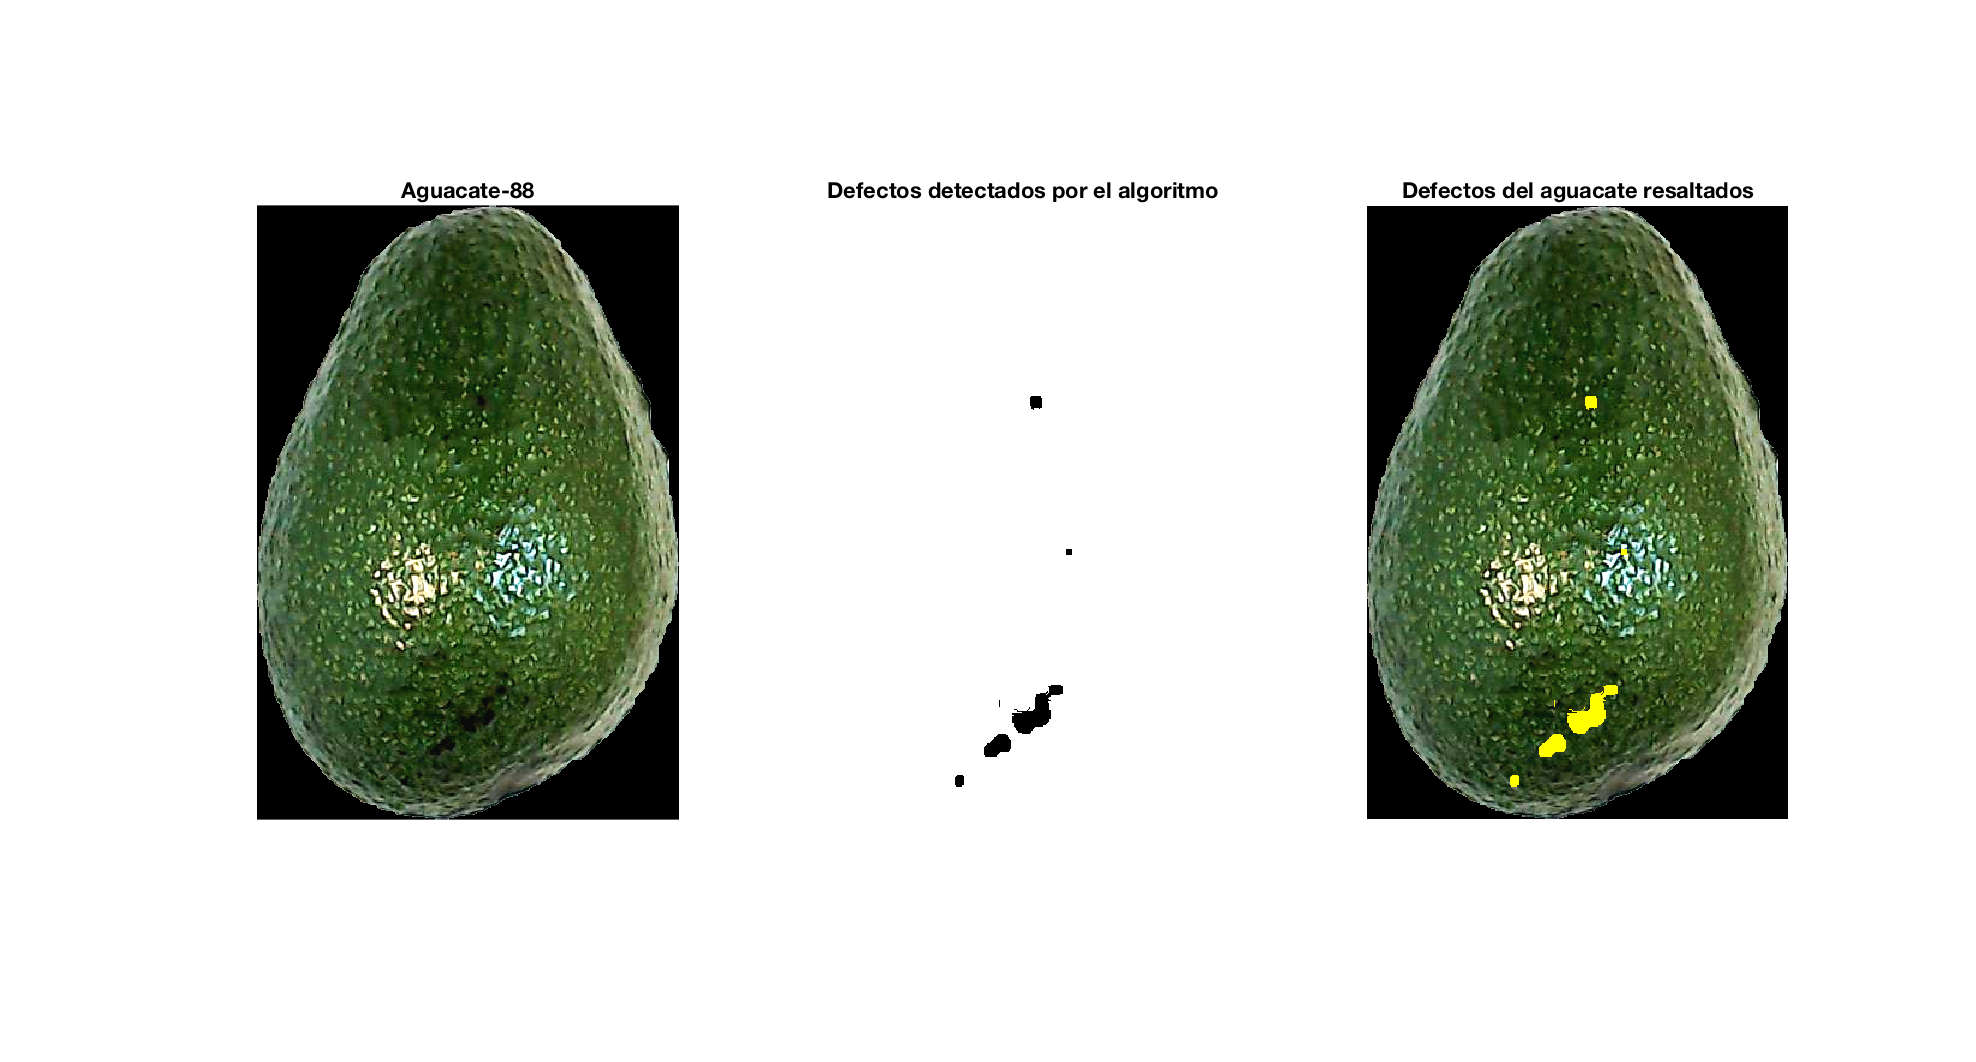 Aguacate-88
Defectos detectados por el algoritmo
Defectos del aguacate resaltados